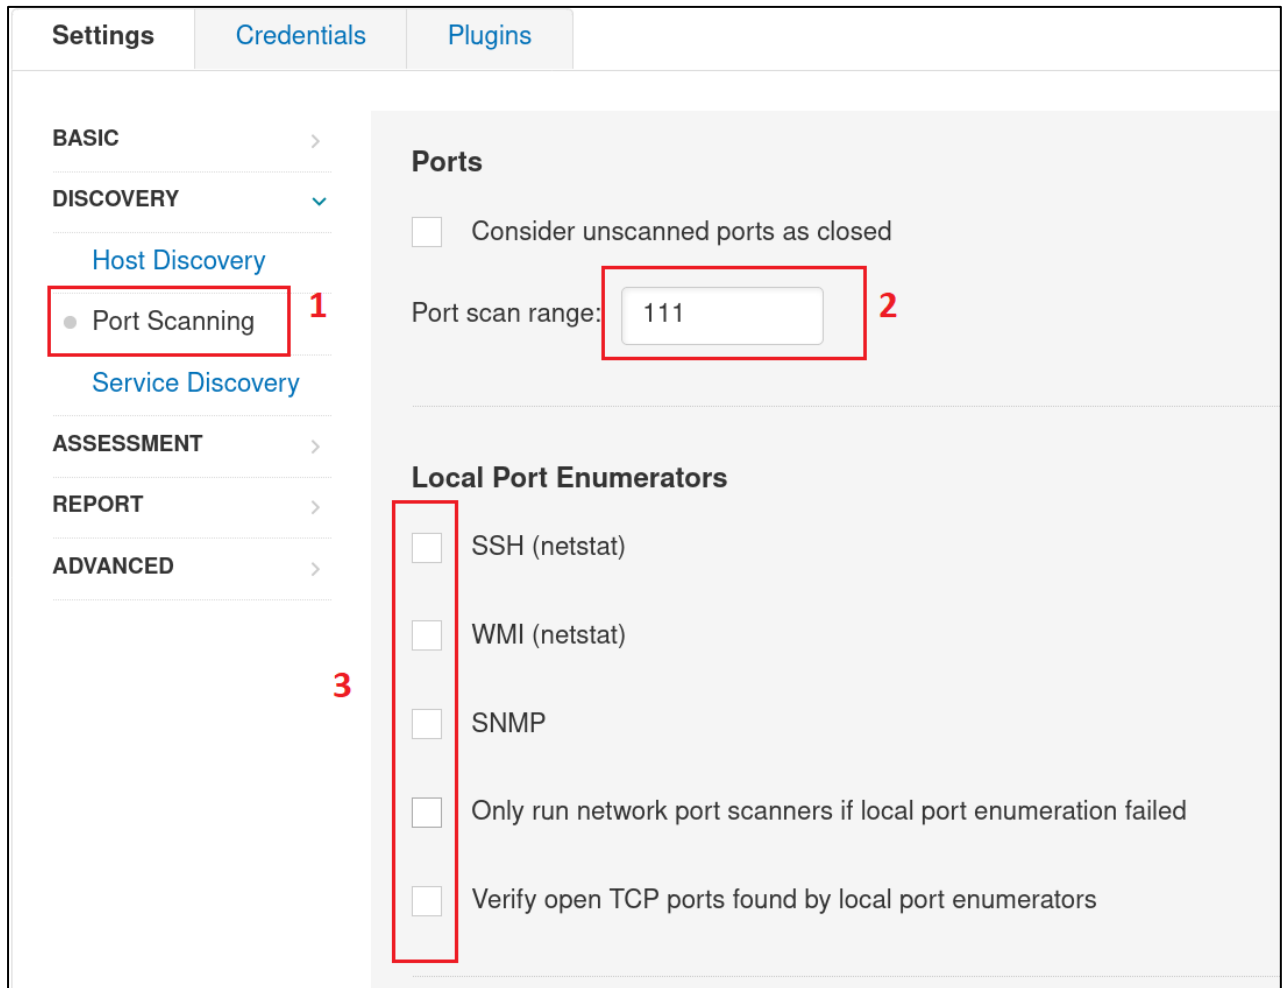 Settings
Credentials
Plugins
BASIC
DISCOVERY
Host Discovery
Port Scanning
1
Service Discovery
ASSESSMENT
REPORT
ADVANCED
Ports
Consider unscanned ports as closed
Port scan range: 111
2
Local Port Enumerators
3
SSH (netstat)
WMI (netstat)
SNMP
Only run network port scanners if local port enumeration failed
Verify open TCP ports found by local port enumerators